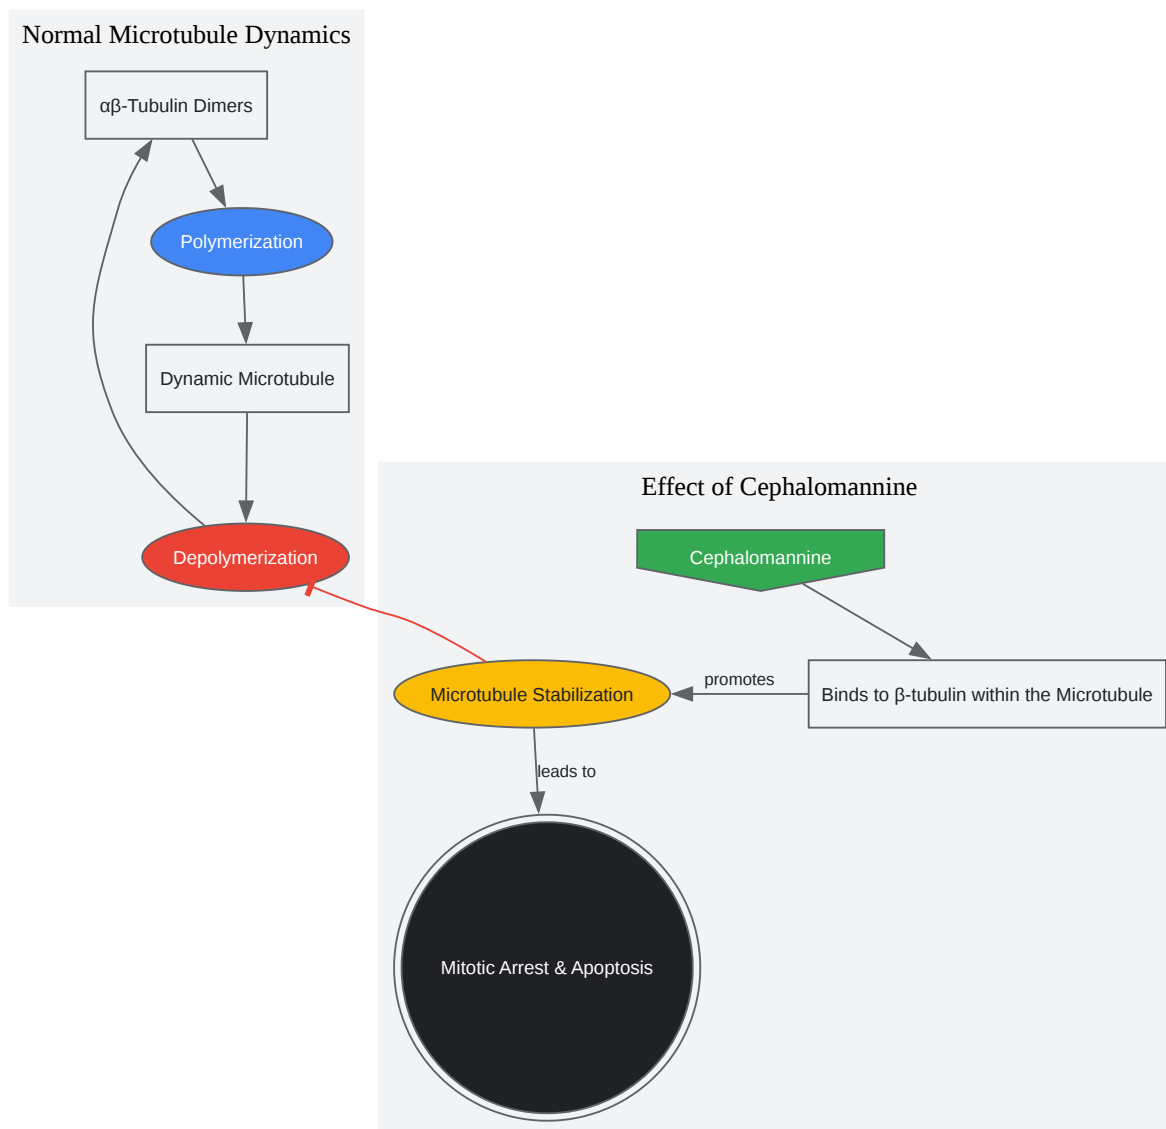 Normal Microtubule Dynamics
αβ-Tubulin Dimers
Polymerization
Dynamic Microtubule
Depolymerization
Effect of Cephalomannine
Cephalomannine
Binds to β-tubulin within the Microtubule
promotes
Microtubule Stabilization
leads to
Mitotic Arrest & Apoptosis